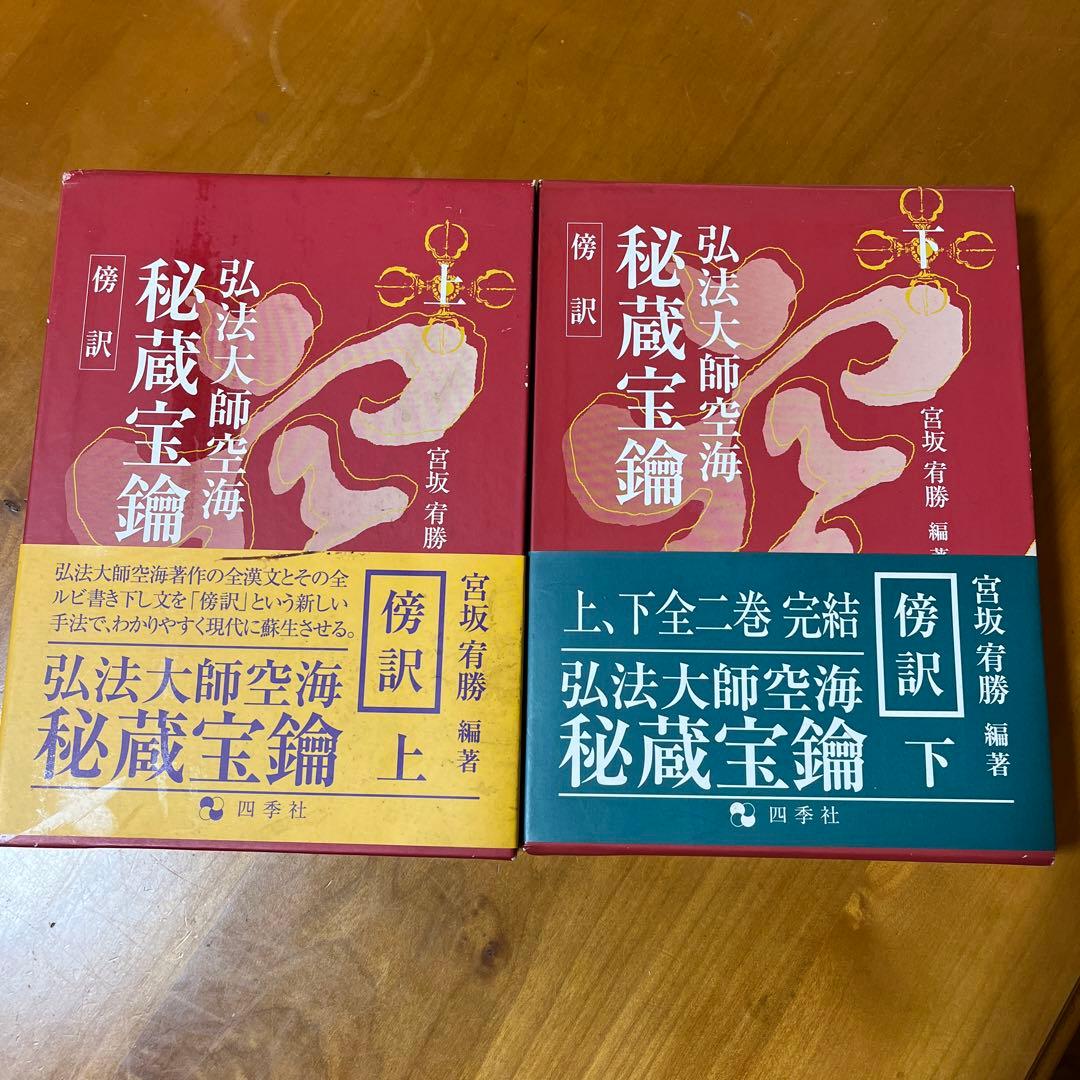 上
弘法大師空海
秘蔵宝鑰
傍訳
宮坂宥勝
弘法大師空海著作の全漢文とその全
ルビ書き下し文を「傍訳」という新しい
手法で、わかりやすく現代に蘇生させる。
弘法大師空海
秘蔵宝鑰
傍訳
上
宮坂宥勝 編著
四季社
下
弘法大師空海
秘蔵宝鑰
傍訳
宮坂宥勝 編著
上、下全二巻 完結
弘法大師空海
秘蔵宝鑰
傍訳
下
宮坂宥勝 編著
四季社